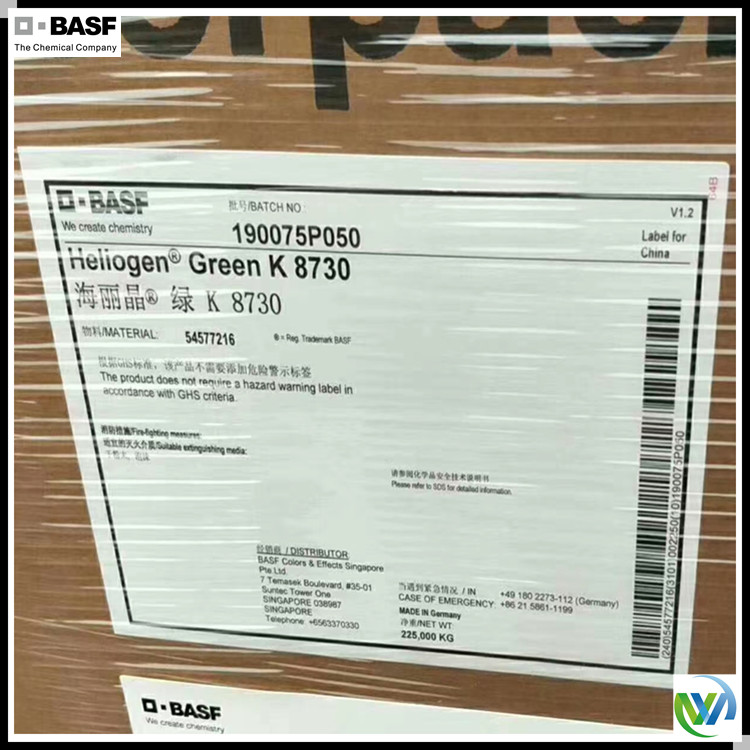 BASF
The Chemical Company
BASF
We create chemistry
批号/BATCH NO
190075P050
V1.2
Label for
China
Heliogen® Green K 8730
海丽晶® 绿 K 8730
物料/MATERIAL: 54577216
® = Reg. Trademark BASF
根据GHS标准，该产品不需要添加危险警示标签
The product does not require a hazard warning label in
accordance with GHS criteria.
消防措施/Fire-fighting measures:
适宜的灭火介质/Suitable extinguishing media:
请参阅化学品安全技术说明书
Please refer to SDS for detailed information.
经销商 / DISTRIBUTOR
BASF Colors & Effects Singapore
Pte.Ltd.
7 Temasek Boulevard, #35-01
Suntec Tower One
SINGAPORE 038987
SINGAPORE
Telephone: +6563370330
当遇到紧急情况 / IN
CASE OF EMERGENCY:
+49 180 2273-112 (Germany)
+86 21 5861-1199
MADE IN Germany
净重/NET WT:
225,000 KG
(240)54577216(3101)002250(10)190075P050
BASF
We create chemistry